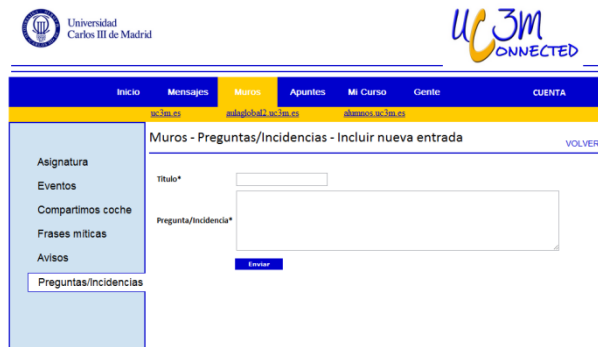 Universidad
Carlos III de Madrid
UC3M
CONNECTED
Inicio Mensajes Muros Apuntes Mi Curso Gente CUENTA
uc3m.es aulaglobal2.uc3m.es alumnos.uc3m.es
Muros - Preguntas/Incidencias - Incluir nueva entrada
VOLVER
Asignatura
Eventos
Compartimos coche
Frases míticas
Avisos
Preguntas/Incidencias
Titulo*
Pregunta/Incidencia*
Enviar